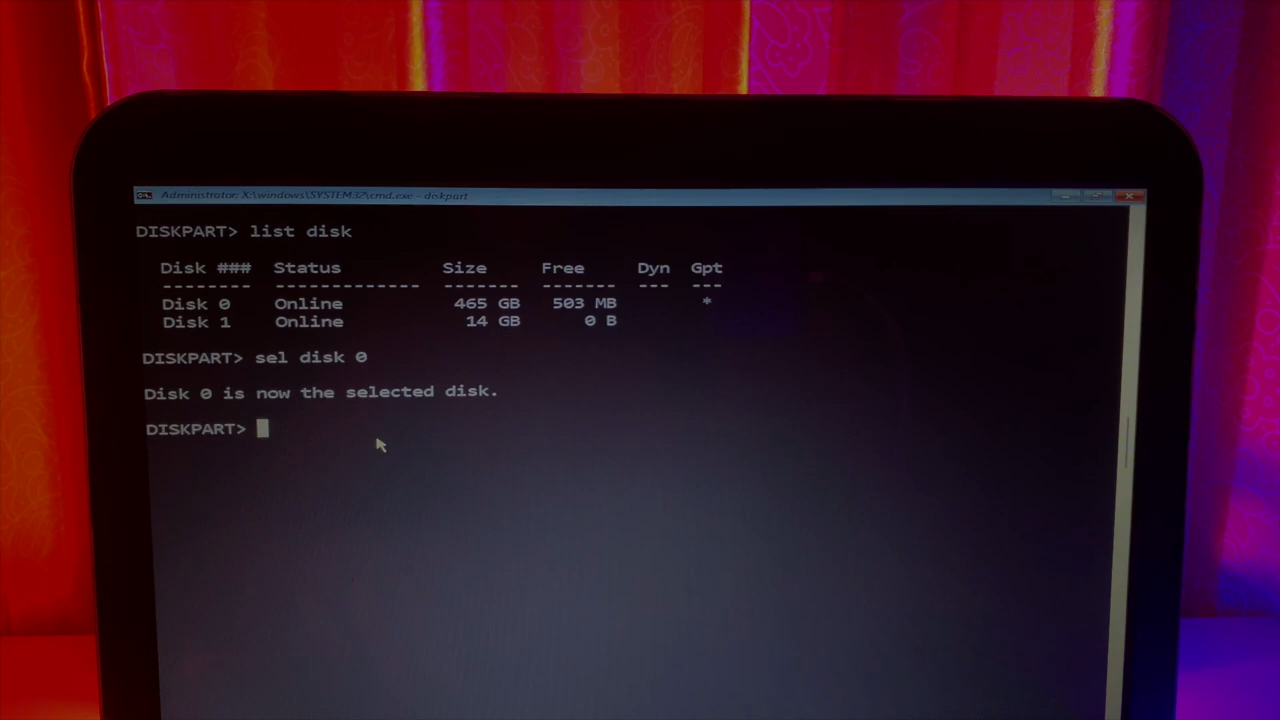 Administrator: X:\windows\SYSTEM32\cmd.exe - diskpart
DISKPART> list disk
Disk ### Status Size Free Dyn Gpt
-------- ------------- ------- ------- --- ---
Disk 0 Online 465 GB 503 MB *
Disk 1 Online 14 GB 0 B
DISKPART> sel disk 0
Disk 0 is now the selected disk.
DISKPART>